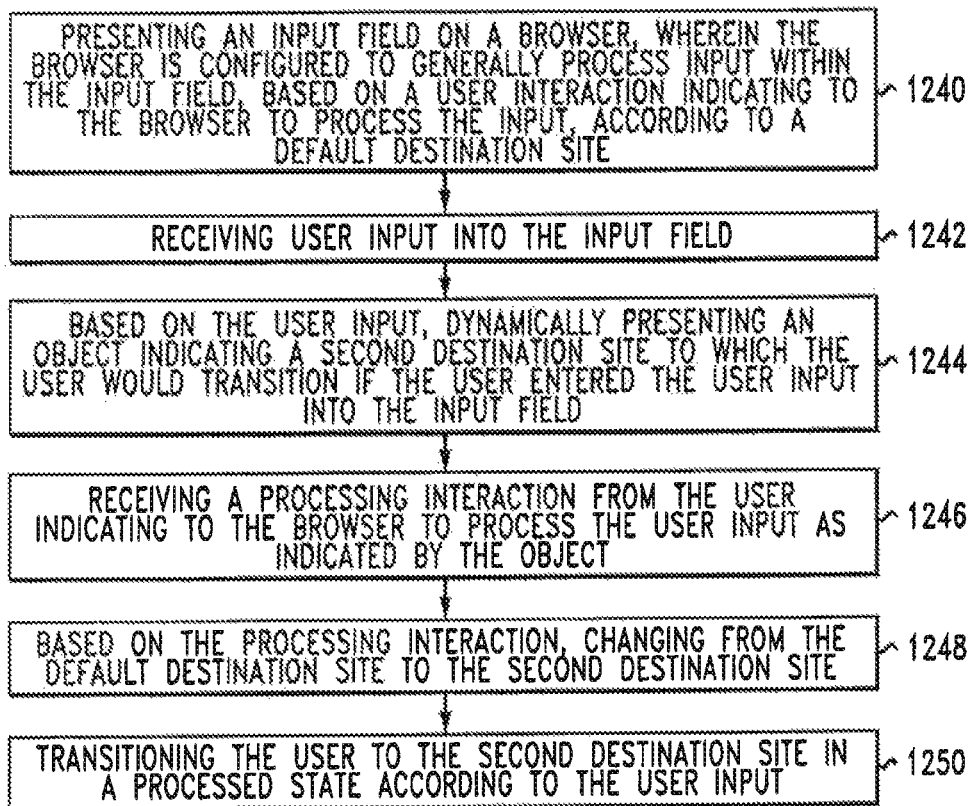 PRESENTING AN INPUT FIELD ON A BROWSER, WHEREIN THE
BROWSER IS CONFIGURED TO GENERALLY PROCESS INPUT WITHIN
THE INPUT FIELD, BASED ON A USER INTERACTION INDICATING TO
THE BROWSER TO PROCESS THE INPUT, ACCORDING TO A
DEFAULT DESTINATION SITE
1240
RECEIVING USER INPUT INTO THE INPUT FIELD
1242
BASED ON THE USER INPUT, DYNAMICALLY PRESENTING AN
OBJECT INDICATING A SECOND DESTINATION SITE TO WHICH THE
USER WOULD TRANSITION IF THE USER ENTERED THE USER INPUT
INTO THE INPUT FIELD
1244
RECEIVING A PROCESSING INTERACTION FROM THE USER
INDICATING TO THE BROWSER TO PROCESS THE USER INPUT AS
INDICATED BY THE OBJECT
1246
BASED ON THE PROCESSING INTERACTION, CHANGING FROM THE
DEFAULT DESTINATION SITE TO THE SECOND DESTINATION SITE
1248
TRANSITIONING THE USER TO THE SECOND DESTINATION SITE IN
A PROCESSED STATE ACCORDING TO THE USER INPUT
1250